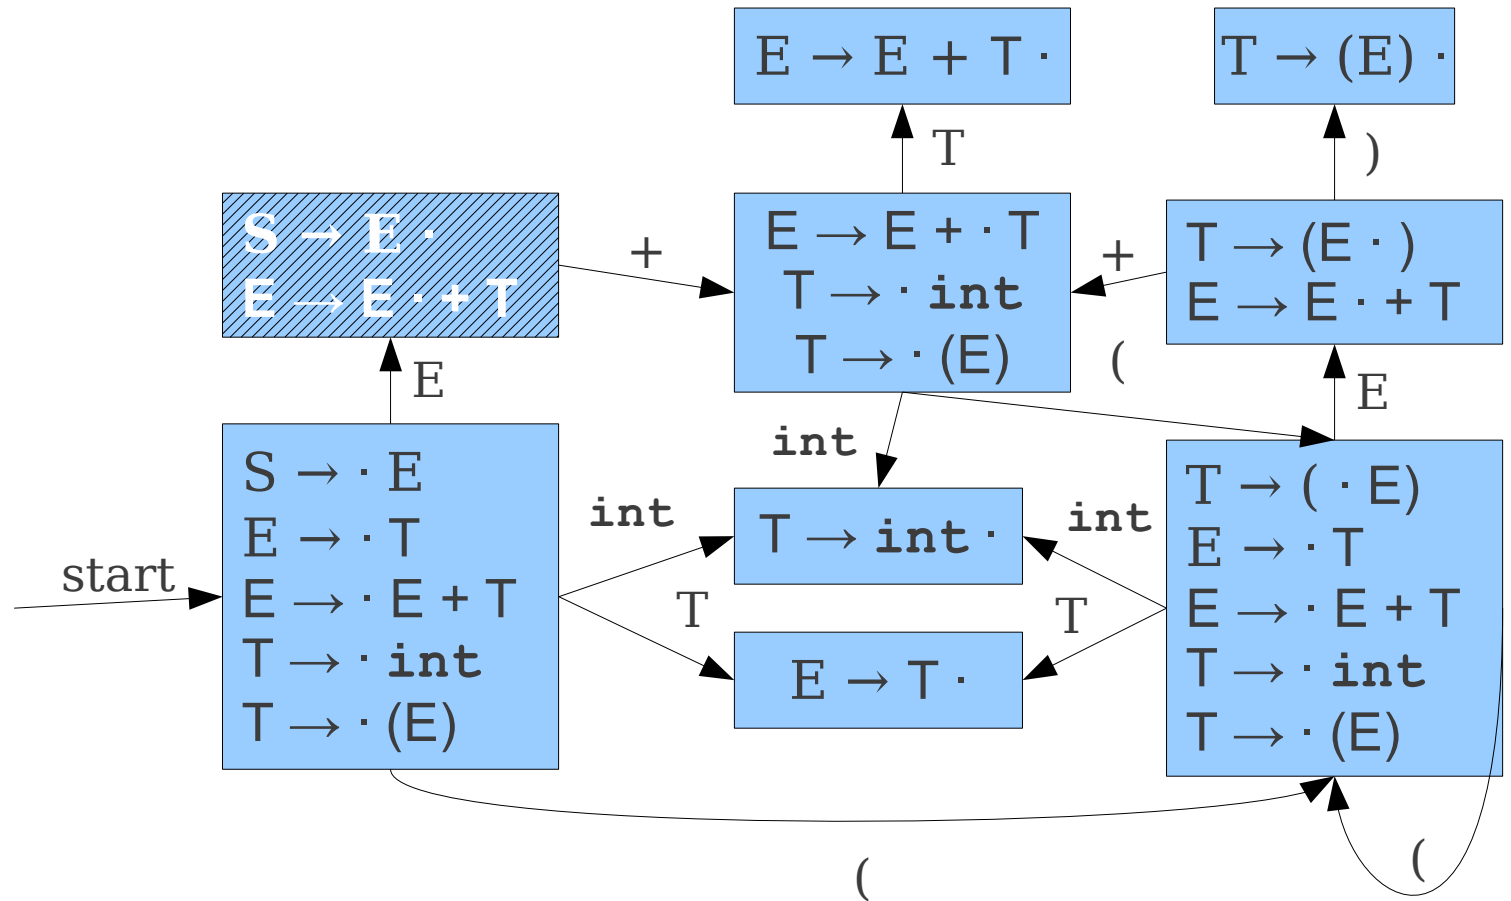 E → E + T ·
T → (E) ·
T
)
S → E ·
E → E · + T
+
E → E + · T
T → · int
T → · (E)
+
T → (E · )
E → E · + T
E
(
E
int
S → · E
E → · T
E → · E + T
T → · int
T → · (E)
start
int
T → int ·
int
T
E → T ·
T
T → ( · E)
E → · T
E → · E + T
T → · int
T → · (E)
(
(